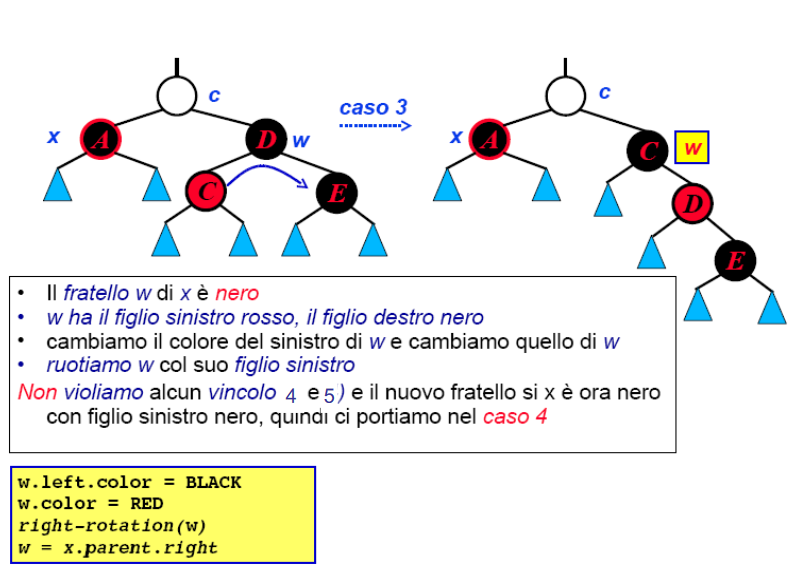 c
x A D w
C E
caso 3
c
x A C w
D
E
• Il fratello w di x è nero
• w ha il figlio sinistro rosso, il figlio destro nero
• cambiamo il colore del sinistro di w e cambiamo quello di w
• ruotiamo w col suo figlio sinistro
Non violiamo alcun vincolo 4 e 5) e il nuovo fratello si x è ora nero
con figlio sinistro nero, quindi ci portiamo nel caso 4
w.left.color = BLACK
w.color = RED
right-rotation(w)
w = x.parent.right